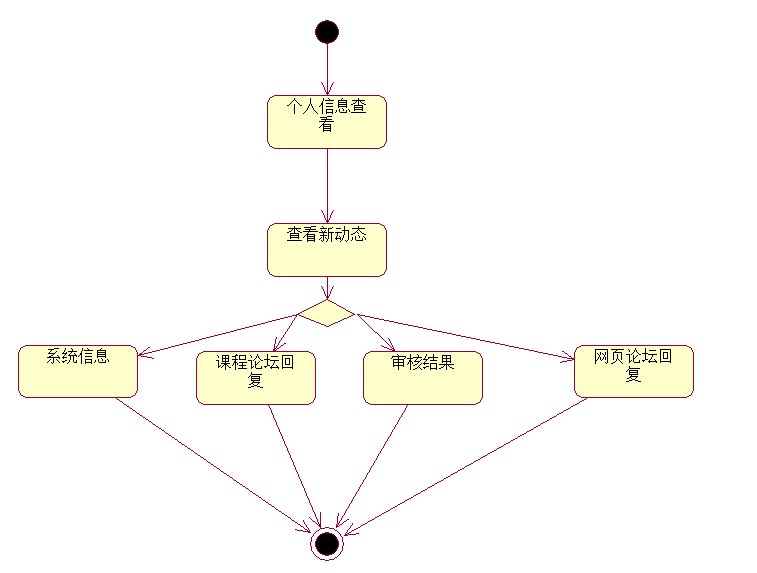 个人信息查
看
查看新动态
系统信息
课程论坛回
复
审核结果
网页论坛回
复